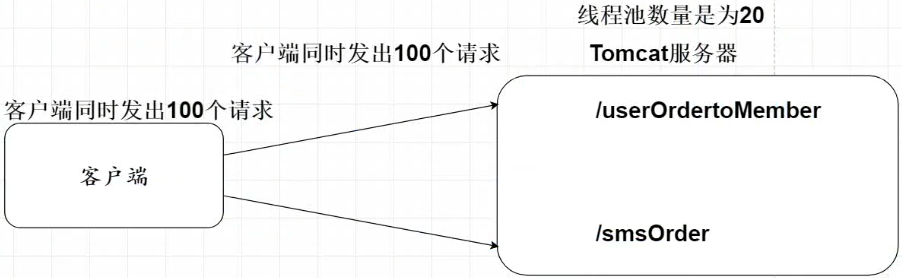 线程池数量是为20
客户端同时发出100个请求
Tomcat服务器
客户端同时发出100个请求
/userOrdertoMember
客户端
/smsOrder